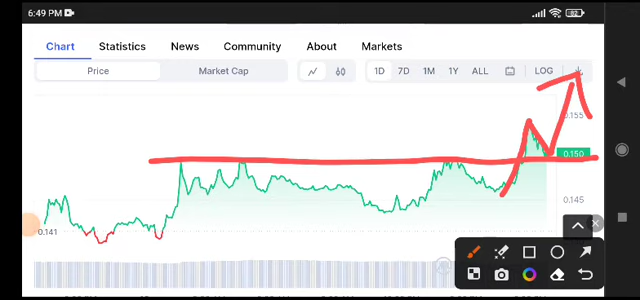 6:49 PM
82
Chart Statistics News Community About Markets
Price Market Cap 1D 7D 1M 1Y ALL LOG
0.155
0.150
0.145
0.141